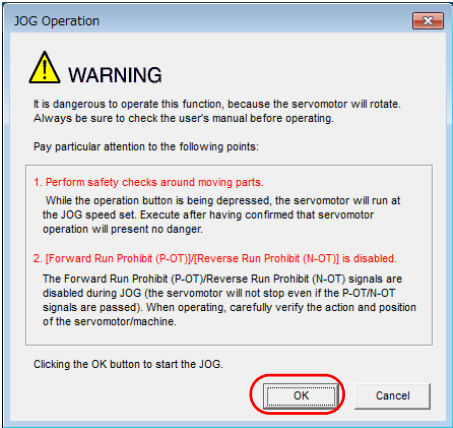 JOG Operation
WARNING
It is dangerous to operate this function, because the servomotor will rotate.
Always be sure to check the user's manual before operating.
Pay particular attention to the following points:
1. Perform safety checks around moving parts.
While the operation button is being depressed, the servomotor will run at
the JOG speed set. Execute after having confirmed that servomotor
operation will present no danger.
2. [Forward Run Prohibit (P-OT)]/[Reverse Run Prohibit (N-OT)] is disabled.
The Forward Run Prohibit (P-OT)/Reverse Run Prohibit (N-OT) signals are
disabled during JOG (the servomotor will not stop even if the P-OT/N-OT
signals are passed). When operating, carefully verify the action and position
of the servomotor/machine.
Clicking the OK button to start the JOG.
OK Cancel